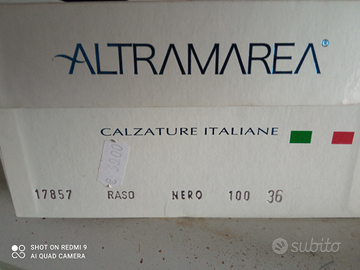 ALTRAMAREA®
CALZATURE ITALIANE
17857 RASO NERO 100 36
SHOT ON REDMI 9
AI QUAD CAMERA
subito